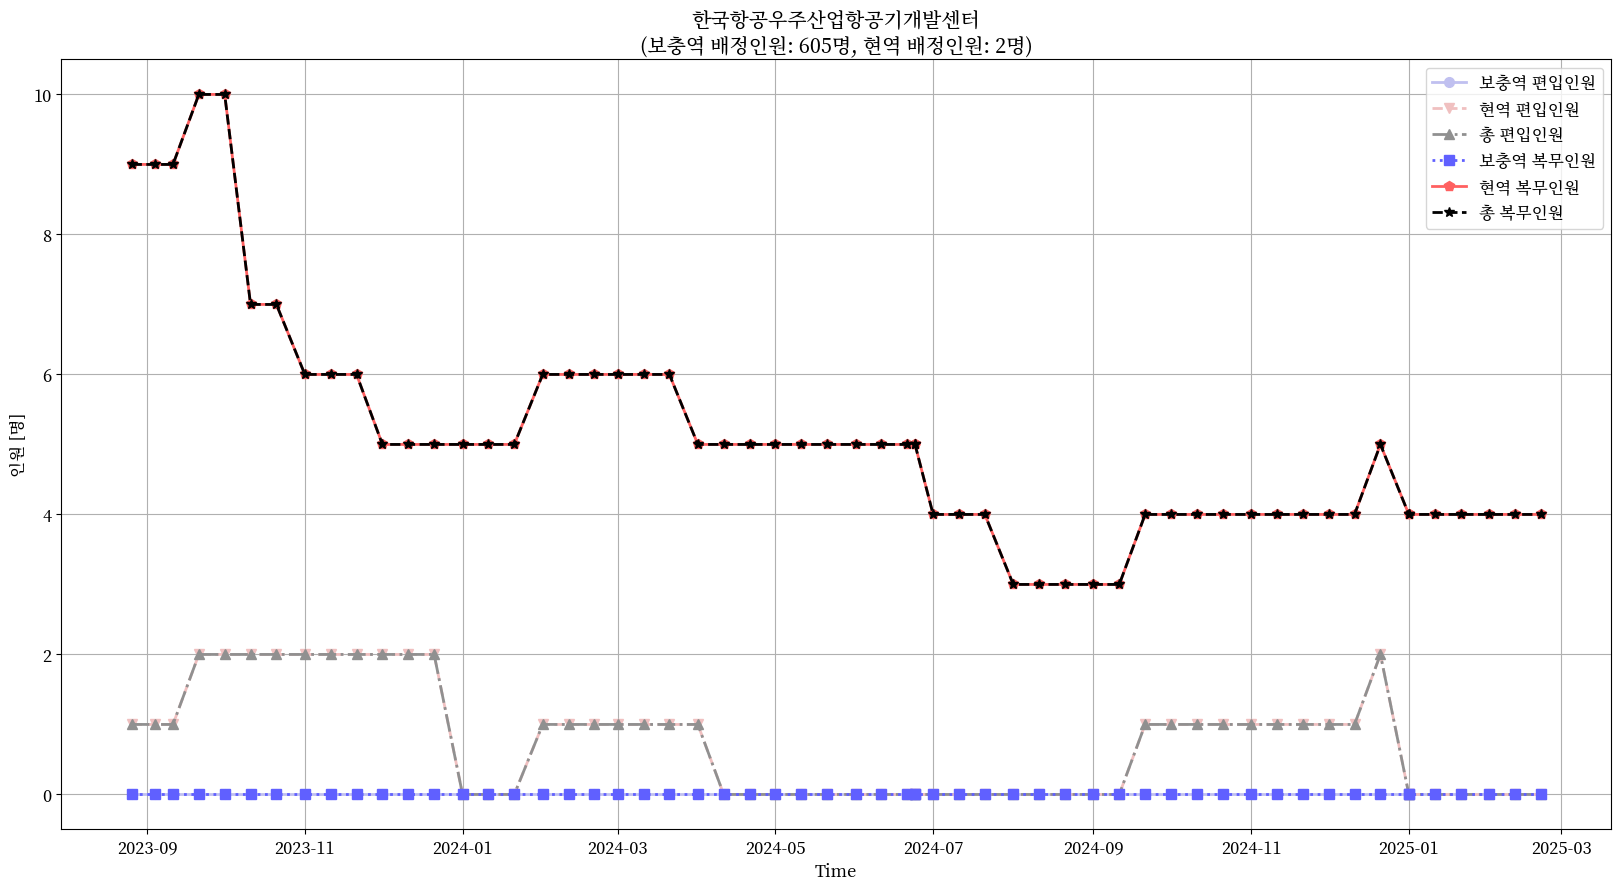 한국항공우주산업항공기개발센터
(보충역 배정인원: 605명, 현역 배정인원: 2명)
보충역 편입인원
현역 편입인원
총 편입인원
보충역 복무인원
현역 복무인원
총 복무인원
인원 [명]
10
8
6
4
2
0
2023-09
2023-11
2024-01
2024-03
2024-05
2024-07
2024-09
2024-11
2025-01
2025-03
Time